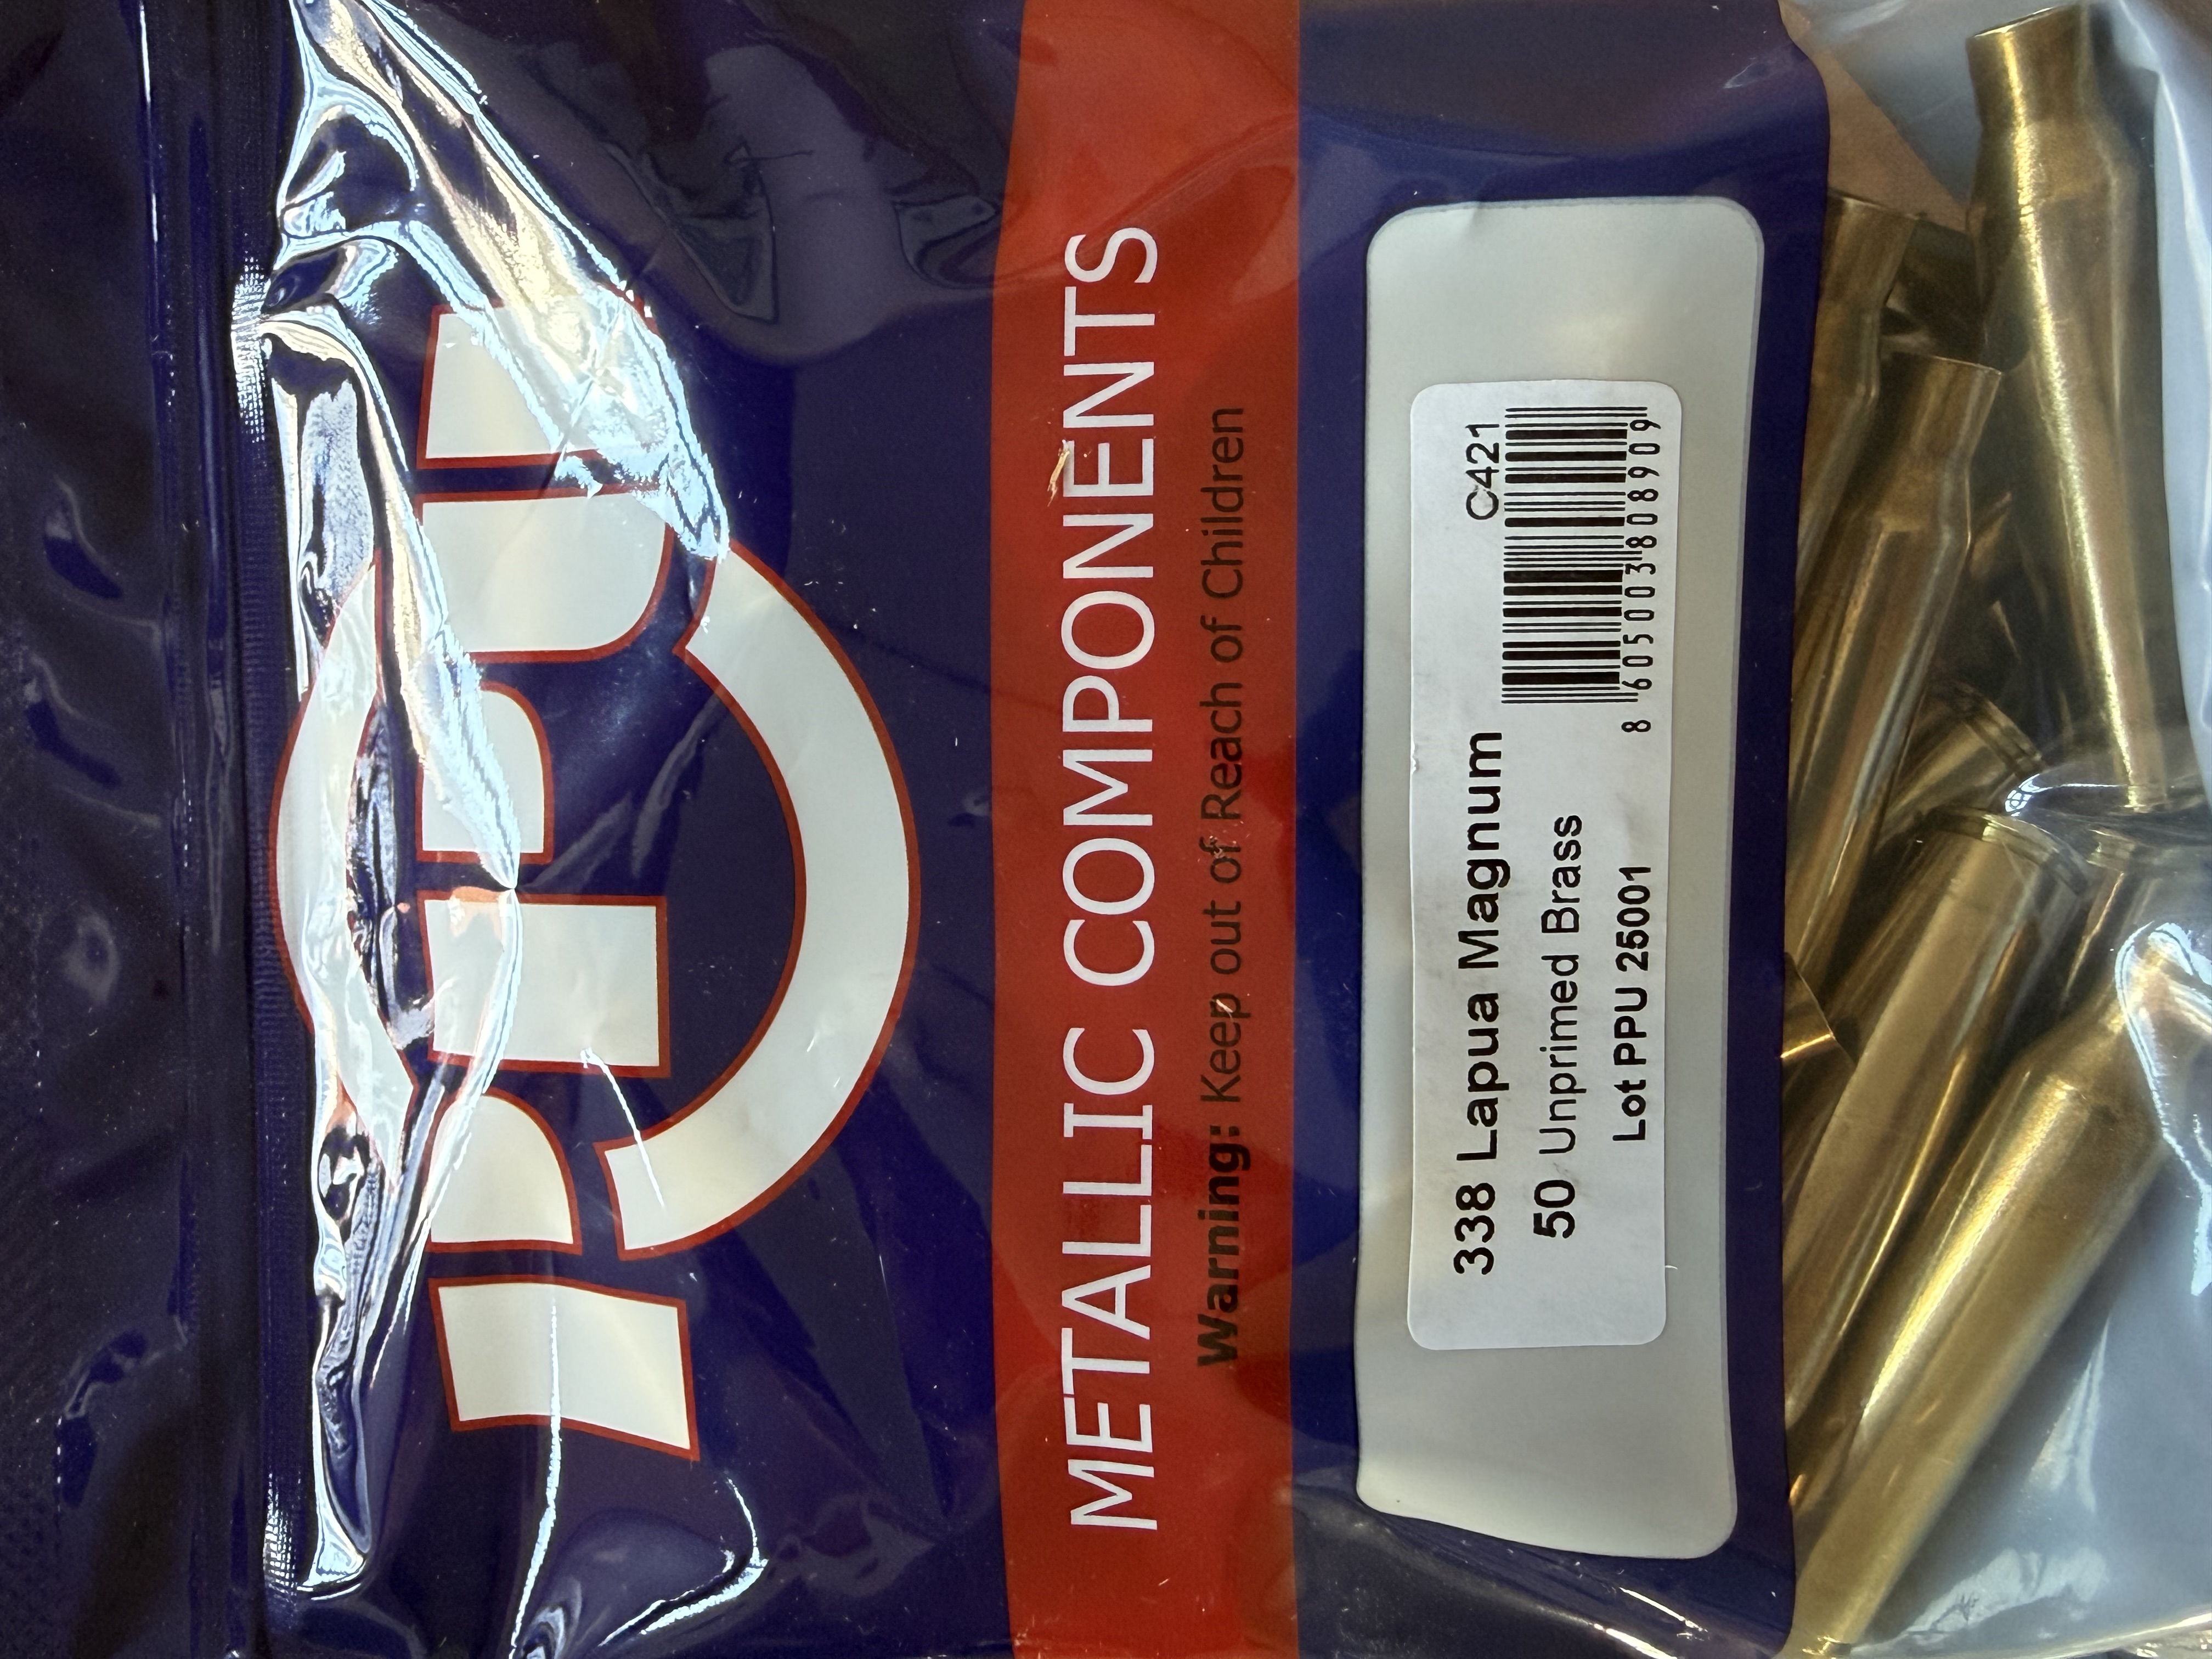 PPU
METALLIC COMPONENTS
Warning: Keep out of Reach of Children
338 Lapua Magnum
C421
50 Unprimed Brass
Lot PPU 25001
8 605003 808909